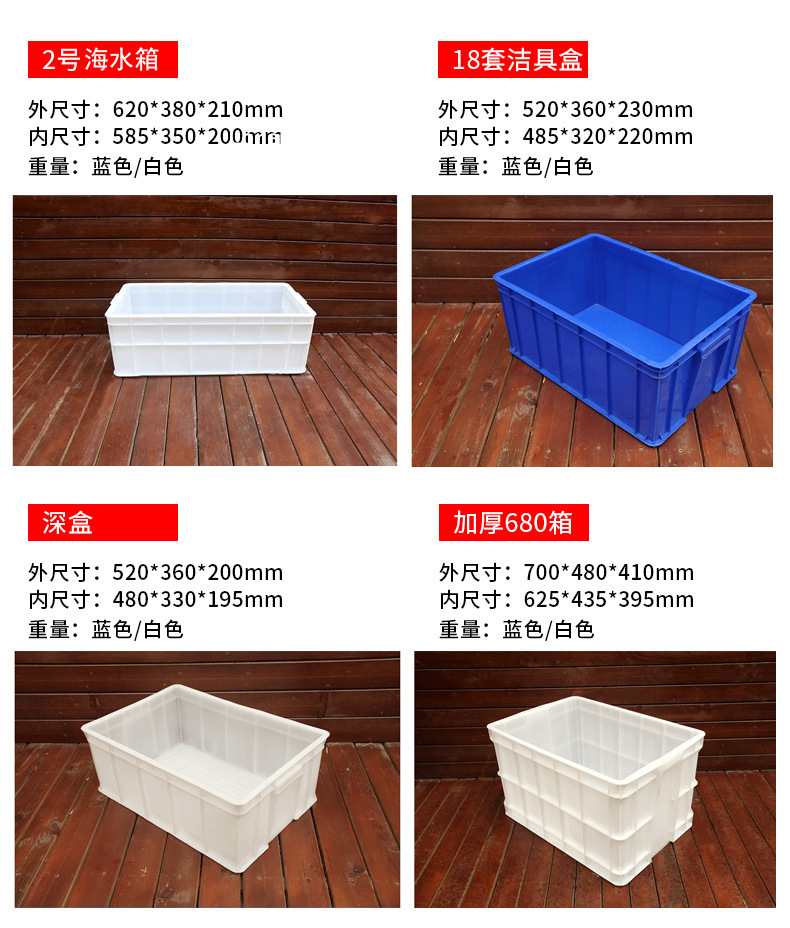 2号海水箱
外尺寸：620*380*210mm
内尺寸：585*350*200mm
重量：蓝色/白色
18套洁具盒
外尺寸：520*360*230mm
内尺寸：485*320*220mm
重量：蓝色/白色
深盒
外尺寸：520*360*200mm
内尺寸：480*330*195mm
重量：蓝色/白色
加厚680箱
外尺寸：700*480*410mm
内尺寸：625*435*395mm
重量：蓝色/白色